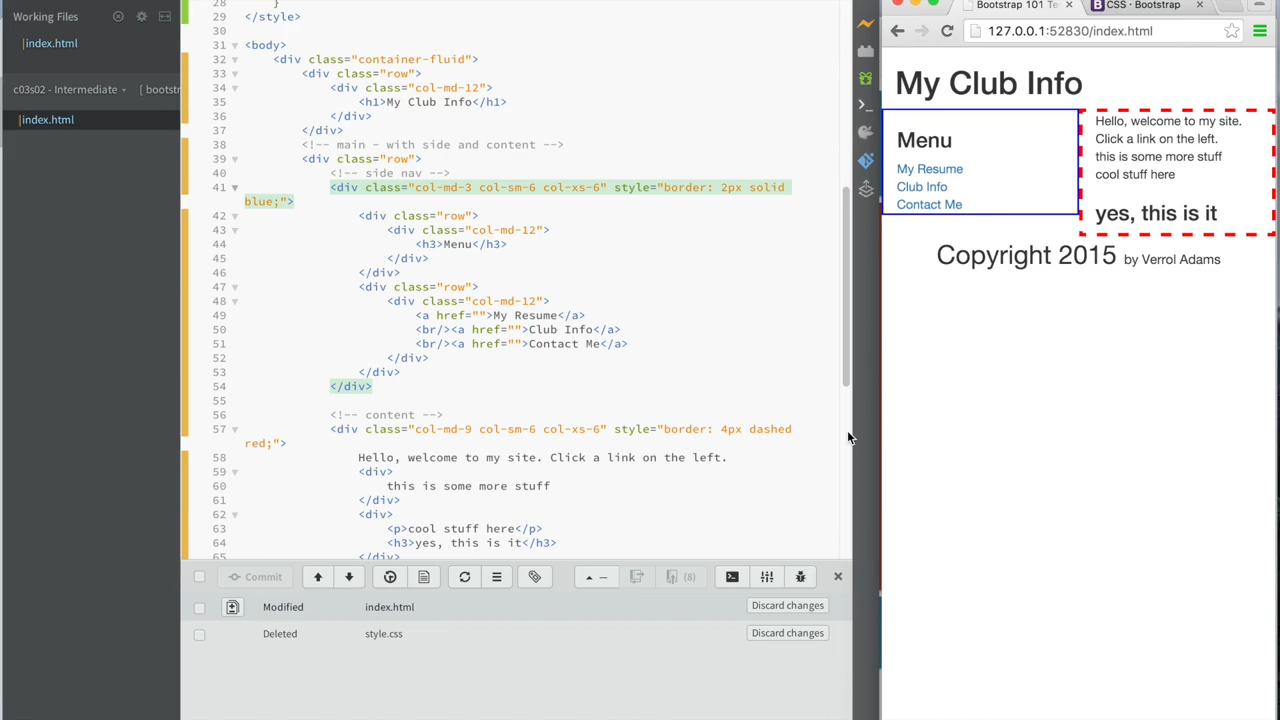 Working Files
index.html
c03s02 - Intermediate
[ bootstr
index.html
28 }
29 </style>
30
31 <body>
32 <div class="container-fluid">
33 <div class="row">
34 <div class="col-md-12">
35 <h1>My Club Info</h1>
36 </div>
37 </div>
38 <!-- main - with side and content -->
39 <div class="row">
40 <!-- side nav -->
41 <div class="col-md-3 col-sm-6 col-xs-6" style="border: 2px solid
blue;">
42 <div class="row">
43 <div class="col-md-12">
44 <h3>Menu</h3>
45 </div>
46 </div>
47 <div class="row">
48 <div class="col-md-12">
49 <a href="">My Resume</a>
50 <br/><a href="">Club Info</a>
51 <br/><a href="">Contact Me</a>
52 </div>
53 </div>
54 </div>
55
56 <!-- content -->
57 <div class="col-md-9 col-sm-6 col-xs-6" style="border: 4px dashed
red;">
58 Hello, welcome to my site. Click a link on the left.
59 <div>
60 this is some more stuff
61 </div>
62 <div>
63 <p>cool stuff here</p>
64 <h3>yes, this is it</h3>
65 </div>
Commit
(8)
Modified index.html Discard changes
Deleted style.css Discard changes
Bootstrap 101 Te
CSS · Bootstrap
127.0.0.1:52830/index.html
My Club Info
Menu
My Resume
Club Info
Contact Me
Hello, welcome to my site.
Click a link on the left.
this is some more stuff
cool stuff here
yes, this is it
Copyright 2015 by Verrol Adams